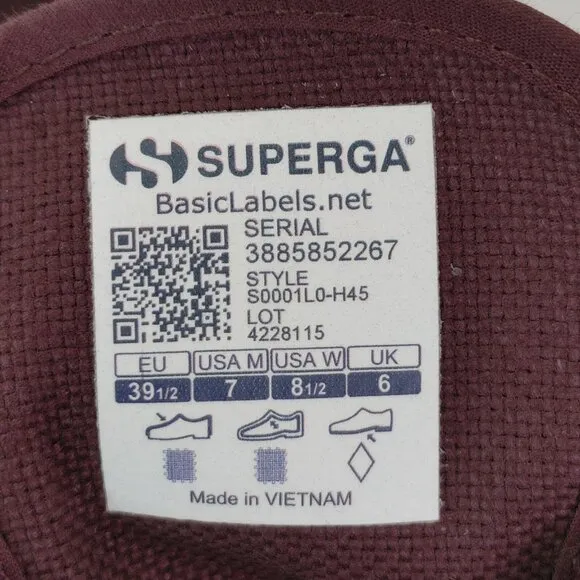 SUPERGA®
BasicLabels.net
SERIAL
3885852267
STYLE
S0001L0-H45
LOT
4228115
EU USA M USA W UK
39 1/2 7 8 1/2 6
Made in VIETNAM